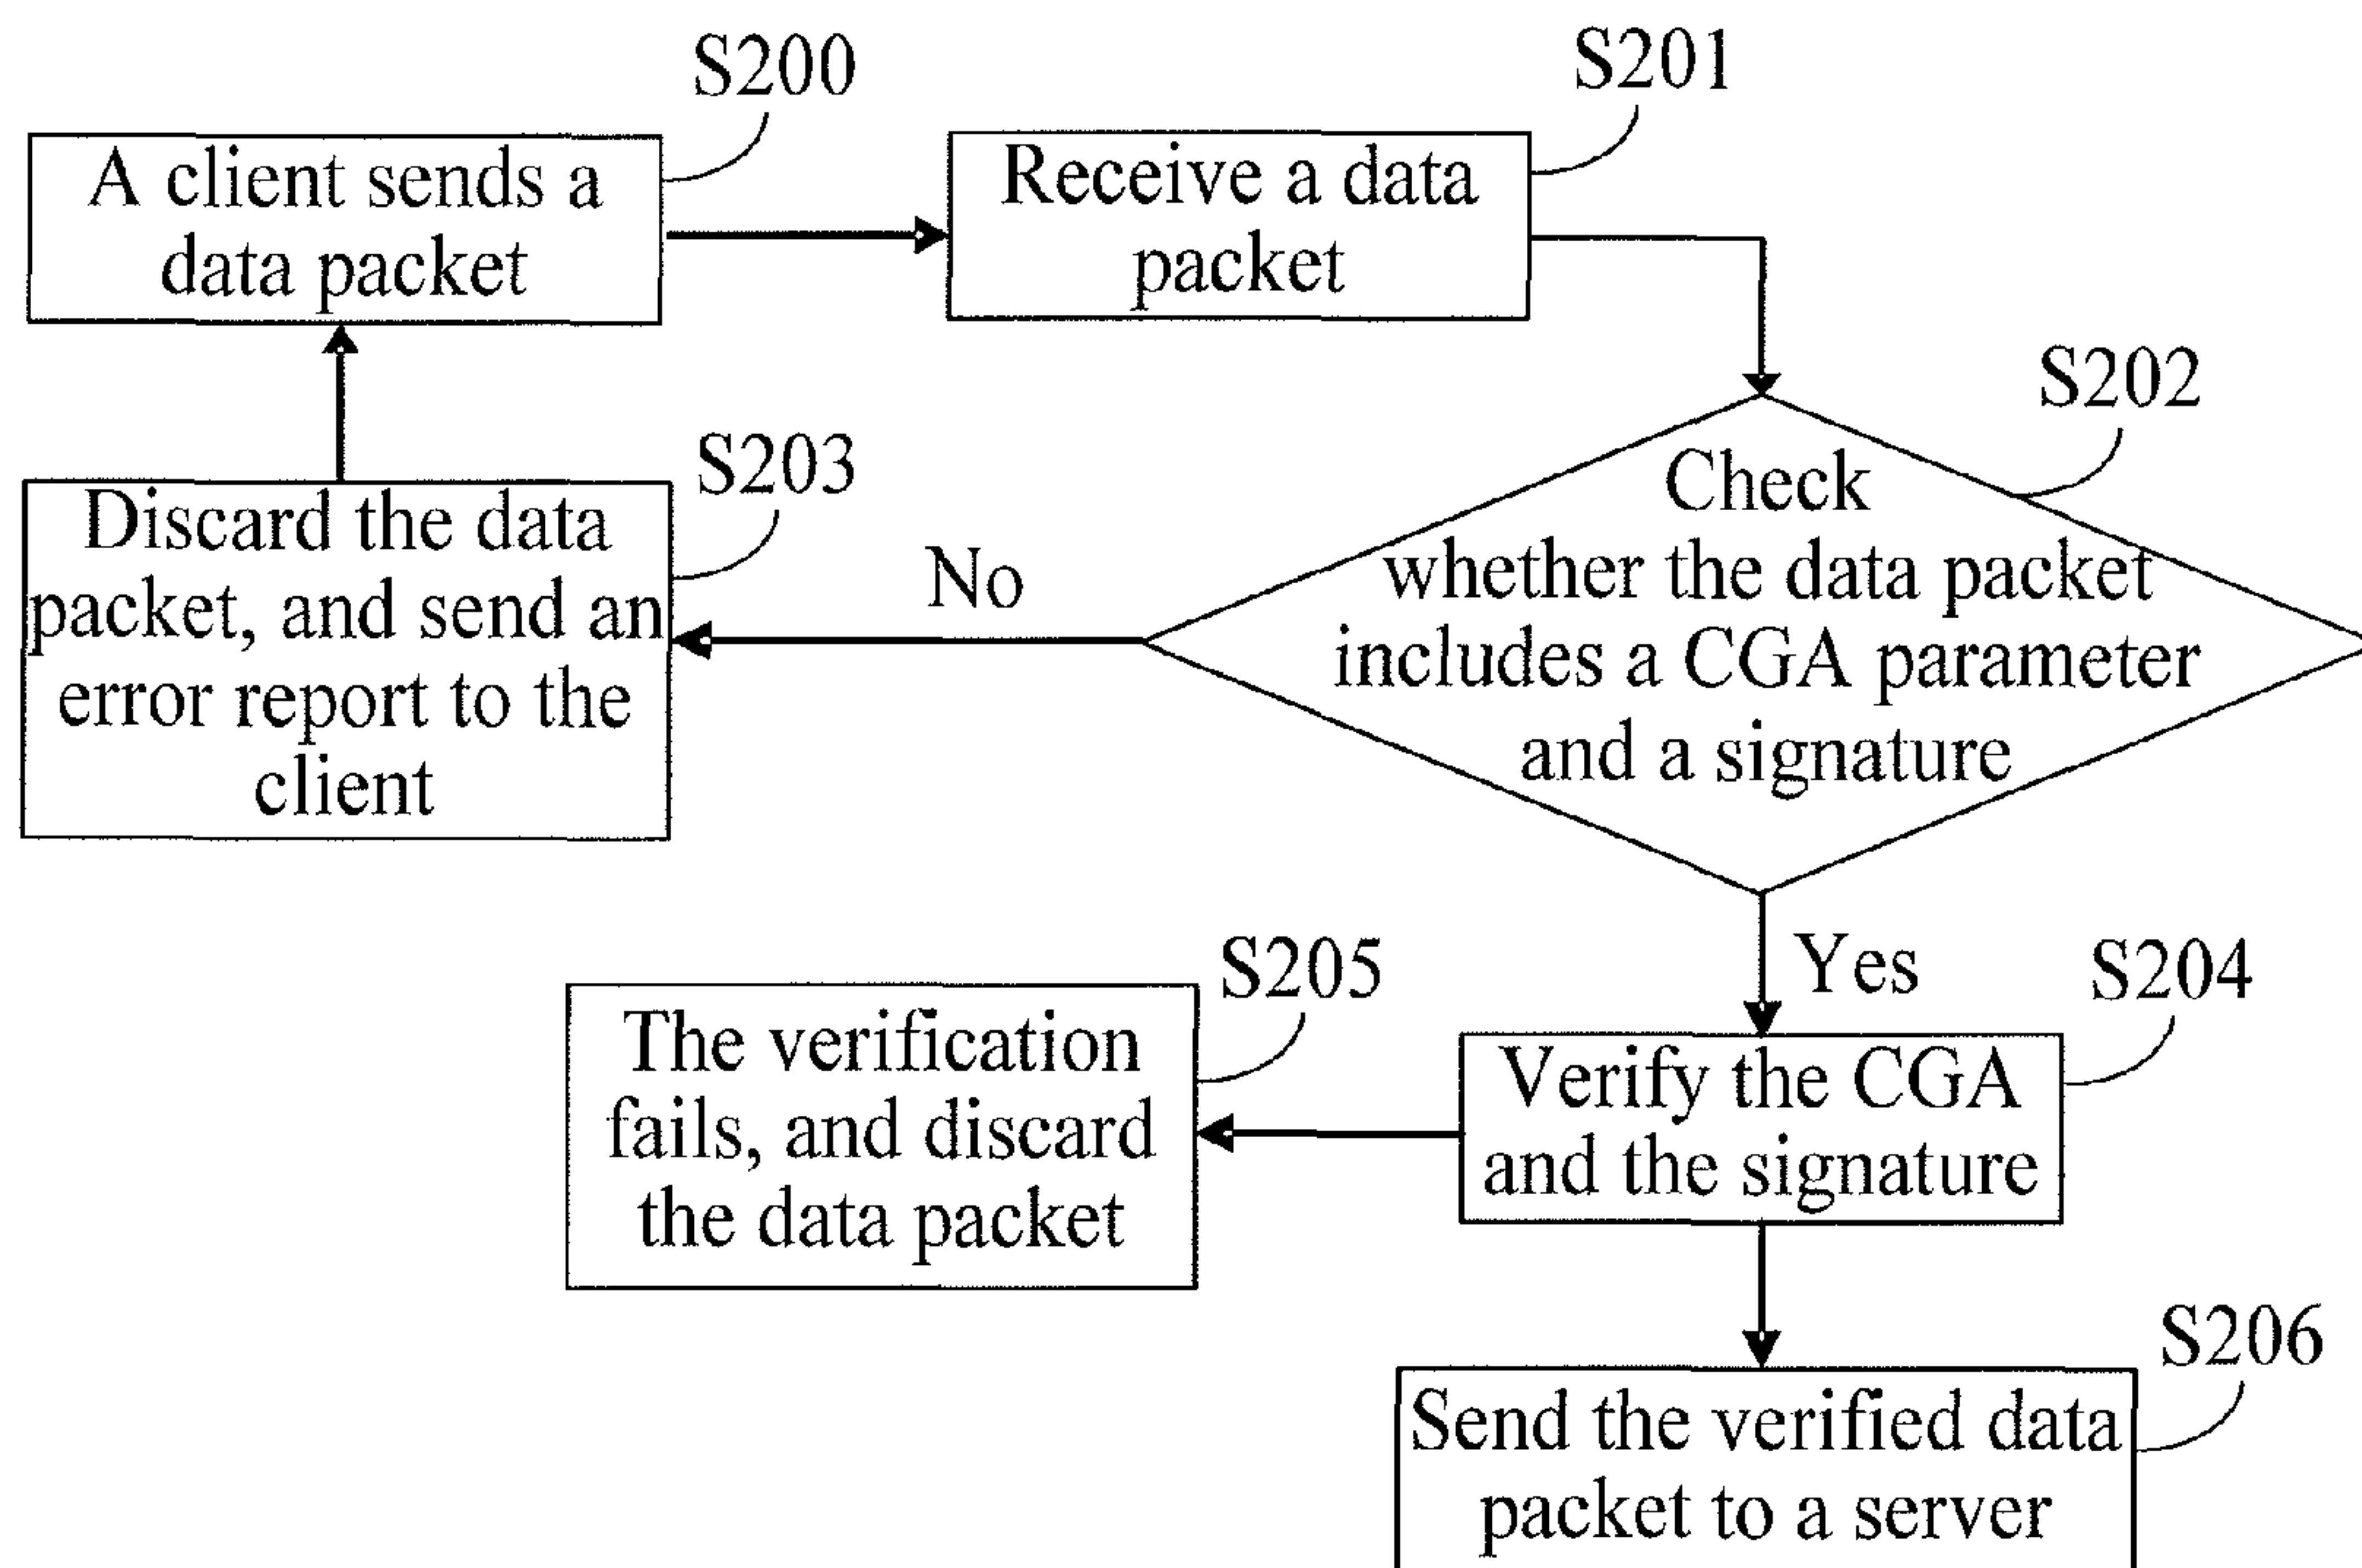 S200
A client sends a
data packet
S201
Receive a data
packet
S202
Check
whether the data packet
includes a CGA parameter
and a signature
No
S203
Discard the data
packet, and send an
error report to the
client
Yes
S204
Verify the CGA
and the signature
S205
The verification
fails, and discard
the data packet
S206
Send the verified data
packet to a server